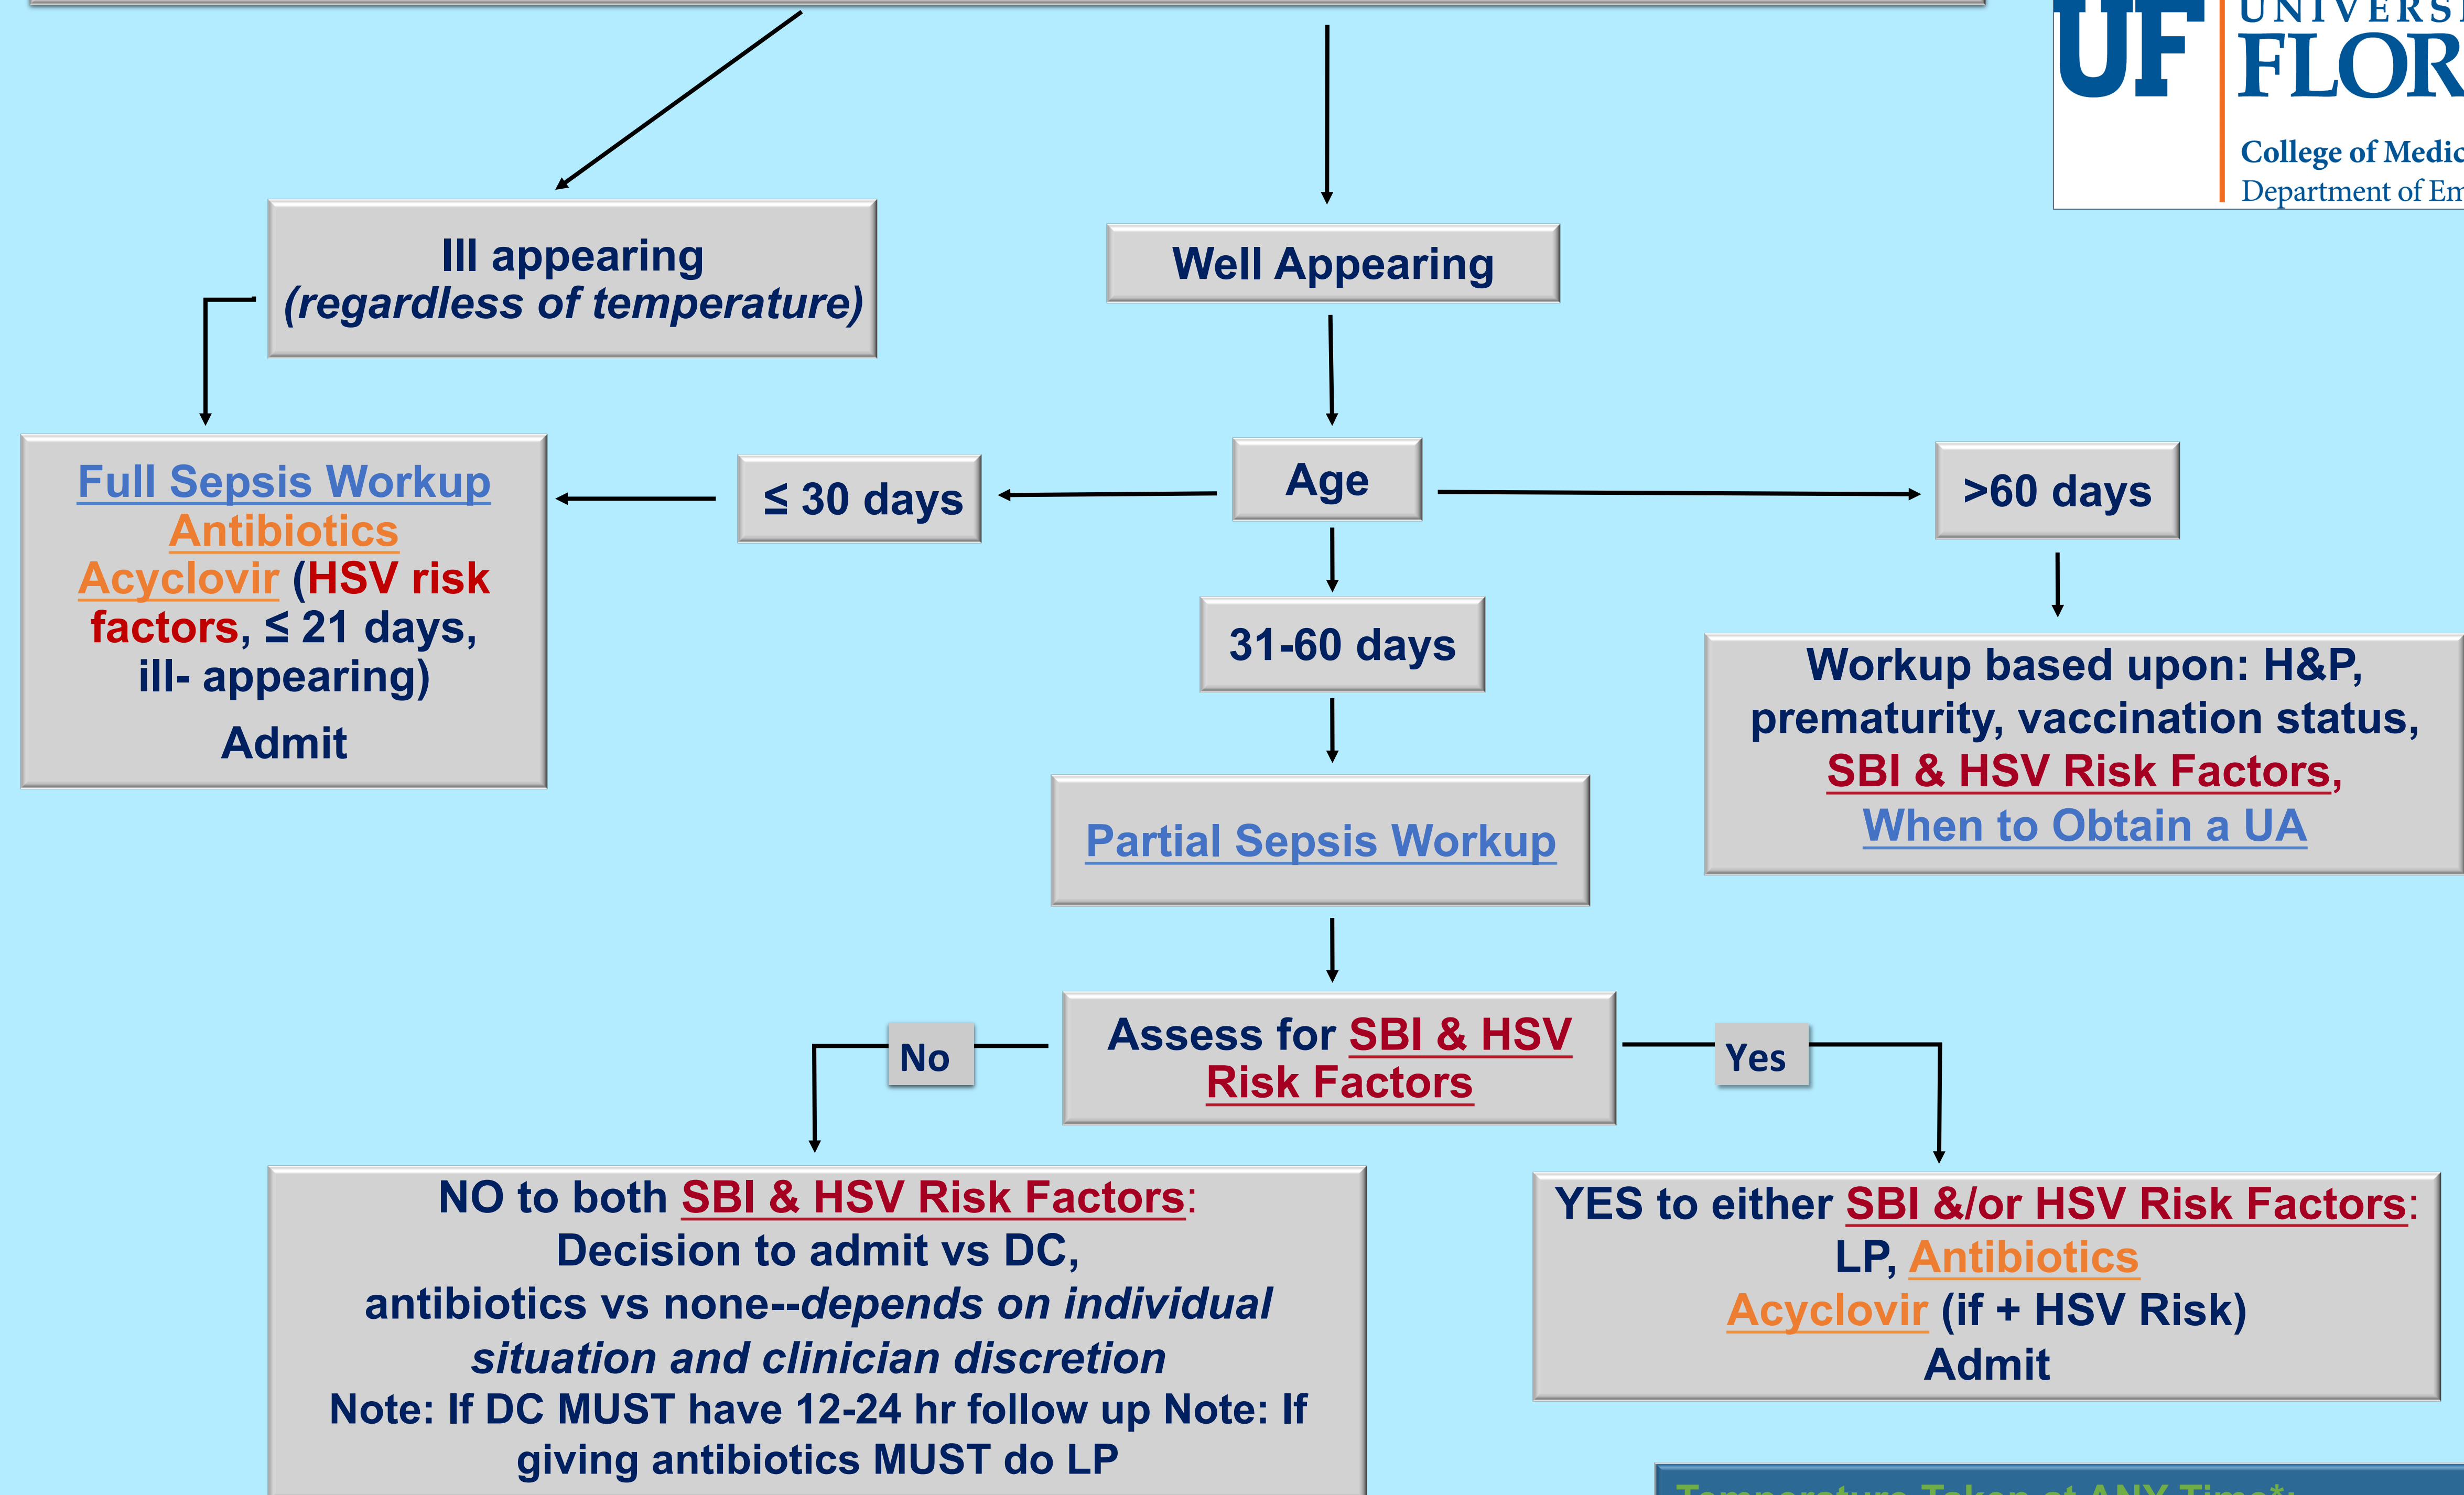 UF
FLOR
College of Medic
Department of Em
Ill appearing
(regardless of temperature)
Well Appearing
Full Sepsis Workup
Antibiotics
Acyclovir (HSV risk
factors, ≤ 21 days,
ill- appearing)
Admit
≤ 30 days
Age
>60 days
31-60 days
Workup based upon: H&P,
prematurity, vaccination status,
SBI & HSV Risk Factors,
When to Obtain a UA
Partial Sepsis Workup
Assess for SBI & HSV
Risk Factors
No
Yes
NO to both SBI & HSV Risk Factors:
Decision to admit vs DC,
antibiotics vs none--depends on individual
situation and clinician discretion
Note: If DC MUST have 12-24 hr follow up Note: If
giving antibiotics MUST do LP
YES to either SBI &/or HSV Risk Factors:
LP, Antibiotics
Acyclovir (if + HSV Risk)
Admit
Temperature Taken at ANY Time*: